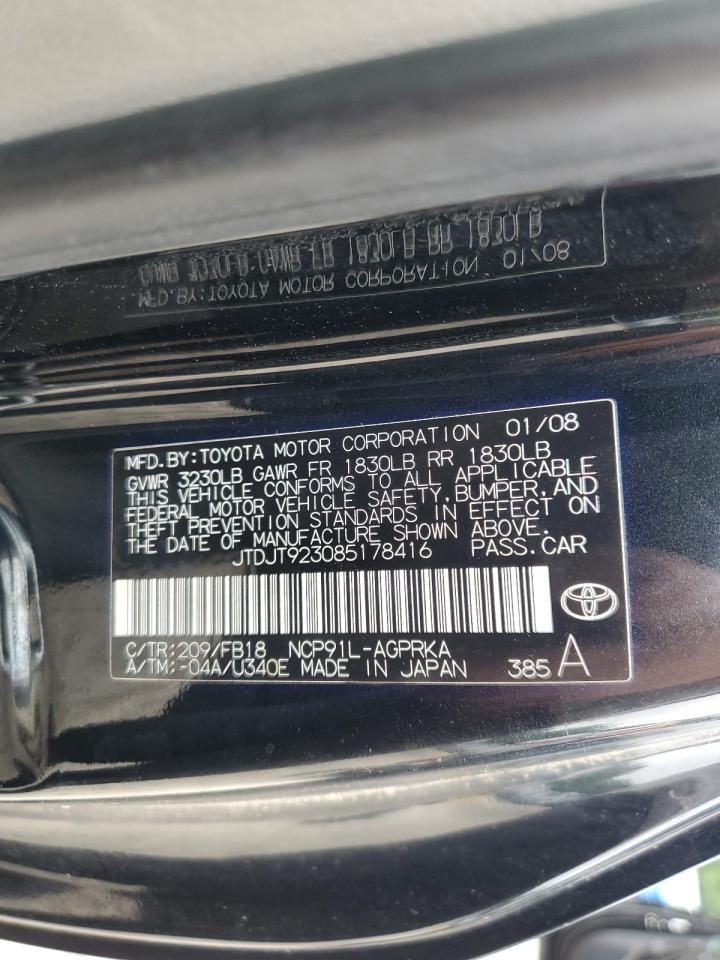 MFD.BY:TOYOTA MOTOR CORPORATION 01/08
GVWR 3230LB GAWR FR 1830LB RR 1830LB
THIS VEHICLE CONFORMS TO ALL APPLICABLE
FEDERAL MOTOR VEHICLE SAFETY,BUMPER,AND
THEFT PREVENTION STANDARDS IN EFFECT ON
THE DATE OF MANUFACTURE SHOWN ABOVE.
JTDJT923085178416 PASS.CAR
C/TR:209/FB18 NCP91L-AGPRKA
A/TM:-04A/U340E MADE IN JAPAN 385 A